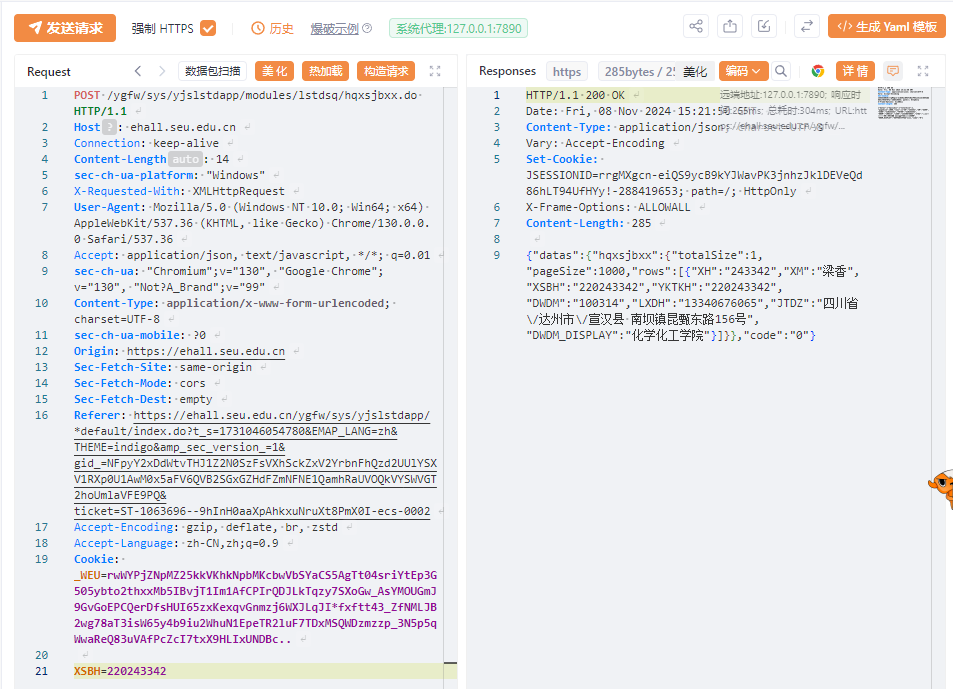 发送请求 强制 HTTPS 历史 爆破示例 系统代理:127.0.0.1:7890 </> 生成 Yaml 模板
Request 数据包扫描 美化 热加载 构造请求
1 POST /ygfw/sys/yjslstdapp/modules/lstdsq/hqxsjbxx.do
HTTP/1.1
2 Host ? : ehall.seu.edu.cn
3 Connection: keep-alive
4 Content-Length auto : 14
5 sec-ch-ua-platform: "Windows"
6 X-Requested-With: XMLHttpRequest
7 User-Agent: Mozilla/5.0 (Windows NT 10.0; Win64; x64)
AppleWebKit/537.36 (KHTML, like Gecko) Chrome/130.0.0.
0 Safari/537.36
8 Accept: application/json, text/javascript, */*; q=0.01
9 sec-ch-ua: "Chromium";v="130", "Google Chrome";
v="130", "Not?A_Brand";v="99"
10 Content-Type: application/x-www-form-urlencoded;
charset=UTF-8
11 sec-ch-ua-mobile: ?0
12 Origin: https://ehall.seu.edu.cn
13 Sec-Fetch-Site: same-origin
14 Sec-Fetch-Mode: cors
15 Sec-Fetch-Dest: empty
16 Referer: https://ehall.seu.edu.cn/ygfw/sys/yjslstdapp/
*default/index.do?t_s=1731046054780&EMAP_LANG=zh&
THEME=indigo&amp_sec_version_=1&
gid_=NFpyY2xDdWtvTHJ1Z2N0SzFsVXhSckZxV2YrbnFhQzd2UUlYSX
V1RXp0U1AwM0x5aFV6QVB2SGxGZHdFZmNFNE1QamhRaUVOQkVYSWVGT
2hoUmlaVFE9PQ&
ticket=ST-1063696--9hInH0aaXpAhkxuNruXt8PmX0I-ecs-0002
17 Accept-Encoding: gzip, deflate, br, zstd
18 Accept-Language: zh-CN,zh;q=0.9
19 Cookie:
_WEU=rwWYPjZNpMZ25kkVKhkNpbMKcbwVbSYaCS5AgTt04sriYtEp3G
505ybto2thxxMb5IBvjT1Im1AfCPIrQDJLkTqzy7SXoGw_AsYMOUGmJ
9GvGoEPCQerDfsHUI65zxKexqvGnmzj6WXJLqJI*fxftt43_ZfNMLJB
2wg78aT3isW65y4b9iu2WhuN1EpeTR2luF7TDxMSQWDzmzzp_3N5p5q
WwaReQ83uVAfPcZcI7txX9HLIxUNDBc..
20
21 XSBH=220243342
Responses https 285bytes / 2 美化 编码 详情
1 HTTP/1.1 200 OK
远端地址:127.0.0.1:7890; 响应时
2 Date: Fri, 08 Nov 2024 15:21:
总耗时:304ms; URL:htt
3 Content-Type: application/json
4 Vary: Accept-Encoding
5 Set-Cookie:
JSESSIONID=rrgMXgcn-eiQS9ycB9kYJWavPK3jnhzJklDEVeQd
86hLT94UfHYy!-288419653; path=/; HttpOnly
6 X-Frame-Options: ALLOWALL
7 Content-Length: 285
8
9 {"datas":{"hqxsjbxx":{"totalSize":1,
"pageSize":1000,"rows":[{"XH":"243342","XM":"梁香",
"XSBH":"220243342","YKTKH":"220243342",
"DWDM":"100314","LXDH":"13340676065","JTDZ":"四川省
\/达州市\/宣汉县 南坝镇昆甄东路156号",
"DWDM_DISPLAY":"化学化工学院"}]}},"code":"0"}